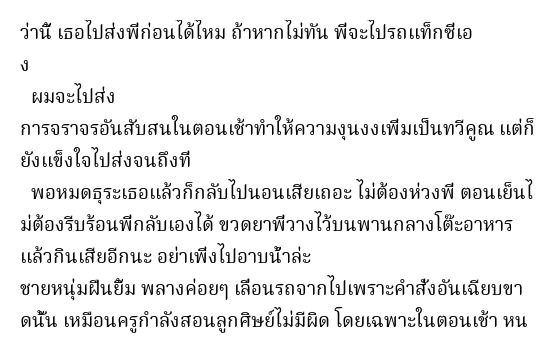 ว่านี้ เธอไปส่งพี่ก่อนได้ไหม ถ้าหากไม่ทัน พี่จะไปรถแท็กซี่เอ
ง
ผมจะไปส่ง
การจราจรอันสับสนในตอนเช้าทำให้ความงุนงงเพิ่มเป็นทวีคูณ แต่ก็
ยังแข็งใจไปส่งจนถึงที่
พอหมดธุระเธอแล้วก็กลับไปนอนเสียเถอะ ไม่ต้องห่วงพี่ ตอนเย็นไ
ม่ต้องรีบร้อนพี่กลับเองได้ ขวดยาพี่วางไว้บนพานกลางโต๊ะอาหาร
แล้วกินเสียอีกนะ อย่าเพิ่งไปอาบน้ำล่ะ
ชายหนุ่มฝืนยิ้ม พลางค่อยๆ เลื่อนรถจากไปเพราะคำสั่งอันเฉียบขา
ดนั้น เหมือนครูกำลังสอนลูกศิษย์ไม่มีผิด โดยเฉพาะในตอนเช้า หน